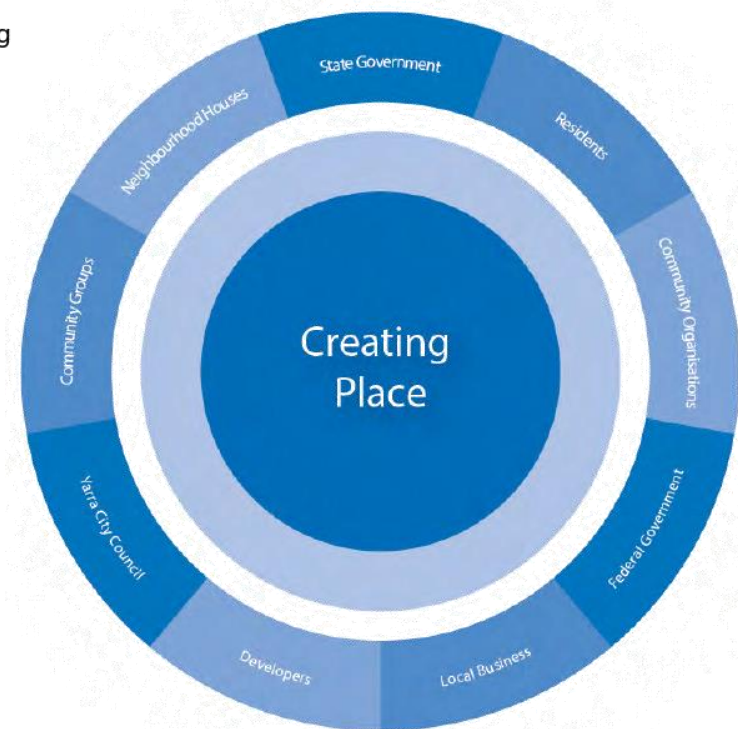 g
State Government
Residents
Community Organisations
Federal Government
Local Business
Developers
Yarra City Council
Community Groups
Neighbourhood Houses
Creating
Place